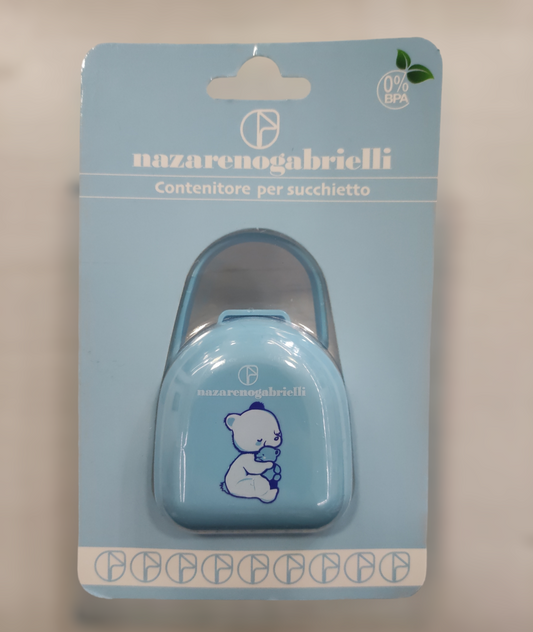 0%
BPA
nazarenogabrielli
Contenitore per succhietto
nazarenogabrielli